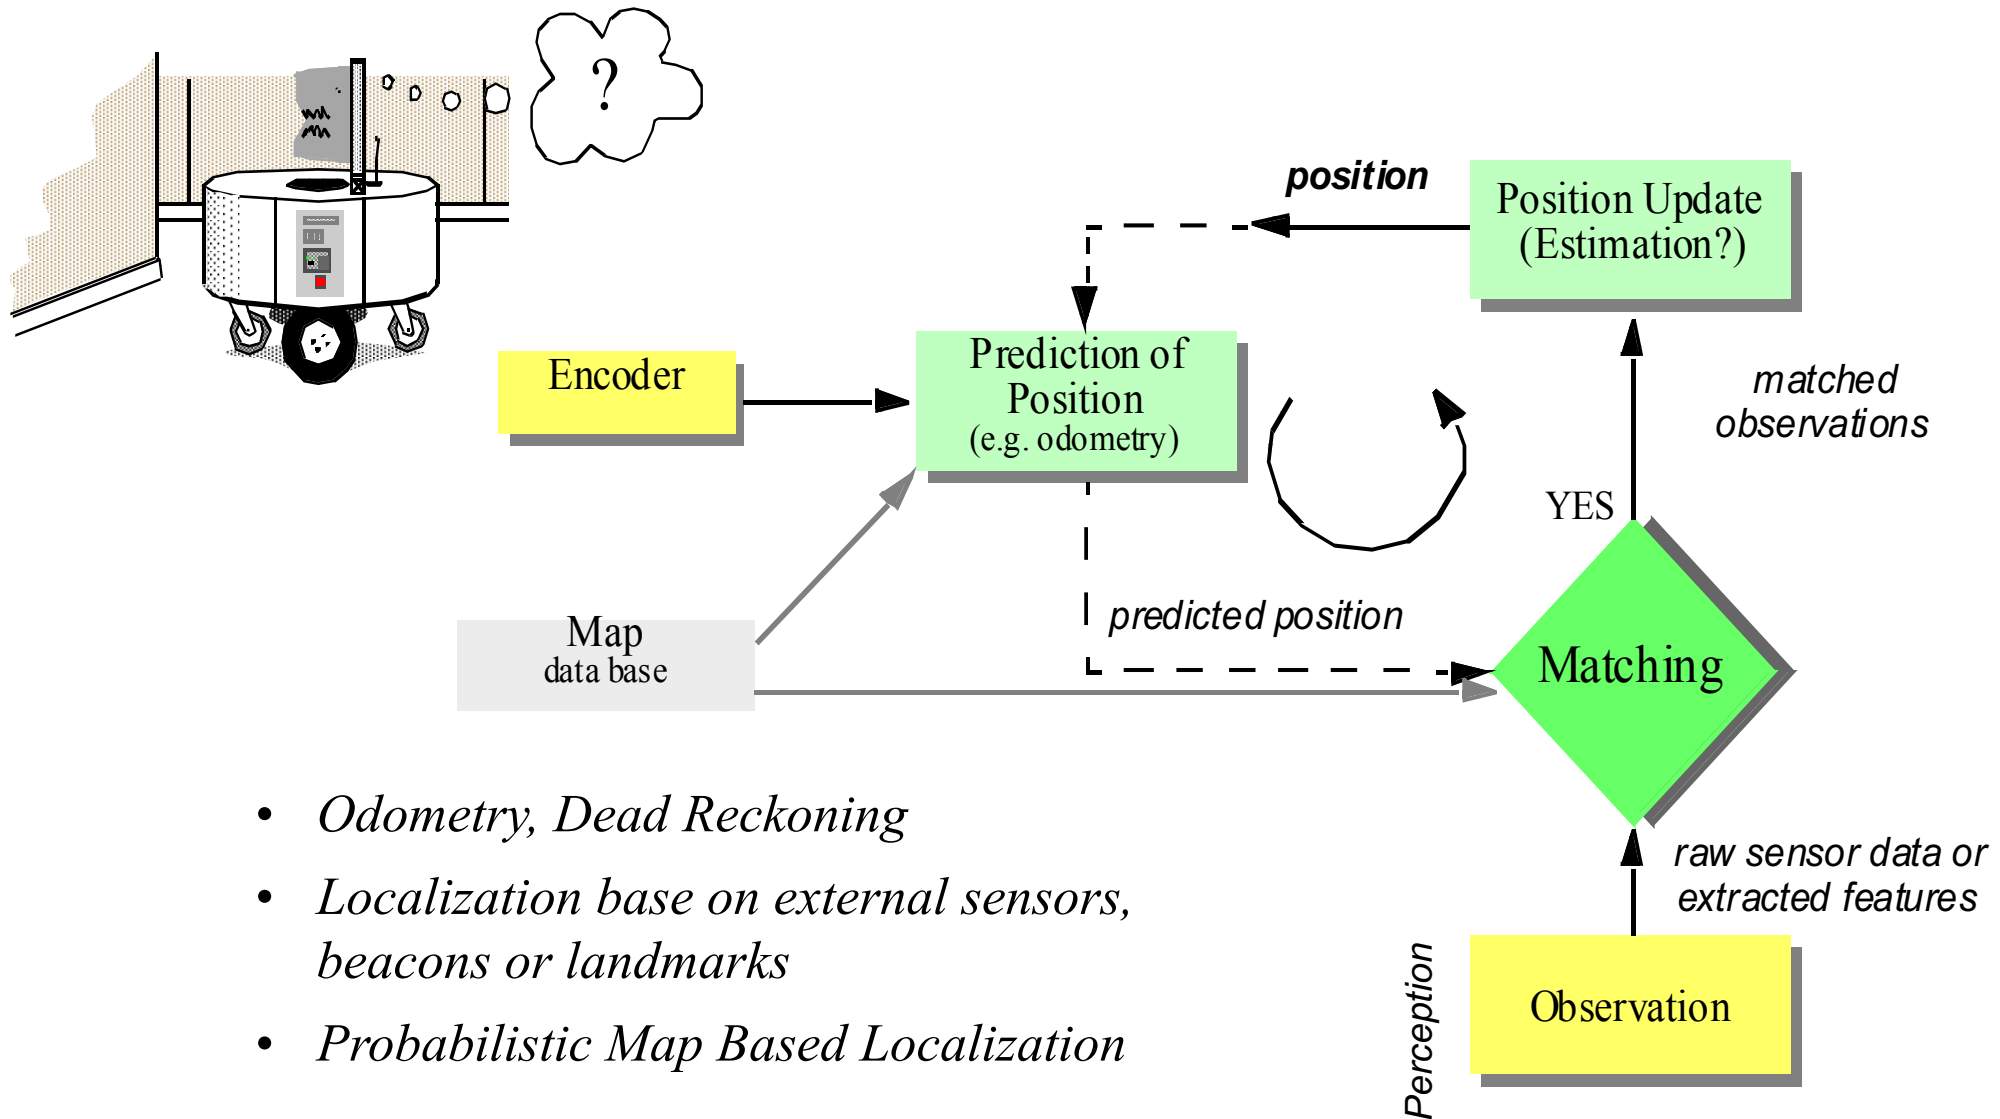 ?
position
Position Update
(Estimation?)
Encoder
Prediction of
Position
(e.g. odometry)
matched
observations
YES
predicted position
Map
data base
Matching
• Odometry, Dead Reckoning
• Localization base on external sensors,
beacons or landmarks
• Probabilistic Map Based Localization
raw sensor data or
extracted features
Perception
Observation